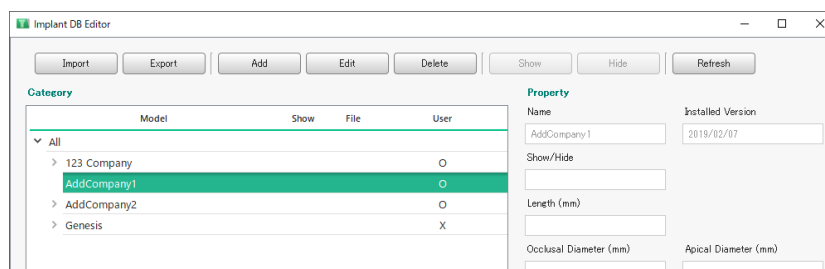 Implant DB Editor
Import Export Add Edit Delete Show Hide Refresh
Category Property
Model Show File User Name Installed Version
All AddCompany1 2019/02/07
123 Company O Show/Hide
AddCompany1 O
AddCompany2 O Length (mm)
Genesis X
Occlusal Diameter (mm) Apical Diameter (mm)